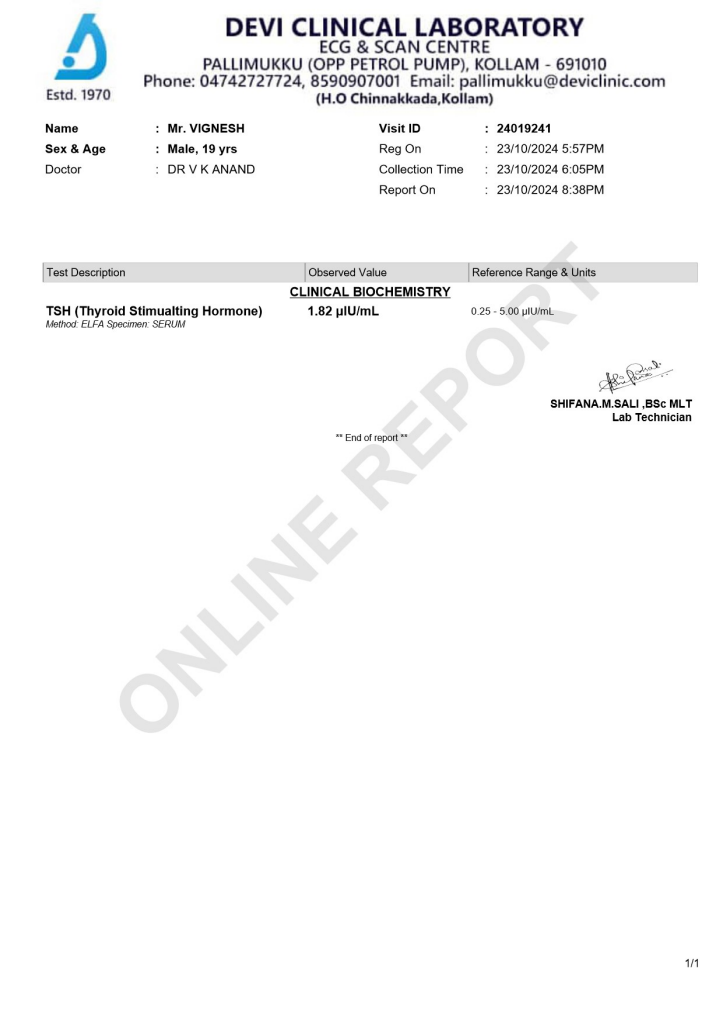 DEVI CLINICAL LABORATORY
ECG & SCAN CENTRE
PALLIMUKKU (OPP PETROL PUMP), KOLLAM - 691010
Phone: 04742727724, 8590907001 Email: pallimukku@deviclinic.com
(H.O Chinnakkada,Kollam)
Estd. 1970
Name : Mr. VIGNESH Visit ID : 24019241
Sex & Age : Male, 19 yrs Reg On : 23/10/2024 5:57PM
Doctor : DR V K ANAND Collection Time : 23/10/2024 6:05PM
Report On : 23/10/2024 8:38PM
Test Description Observed Value Reference Range & Units
CLINICAL BIOCHEMISTRY
TSH (Thyroid Stimualting Hormone) 1.82 µIU/mL 0.25 - 5.00 µIU/mL
Method: ELFA Specimen: SERUM
SHIFANA.M.SALI ,BSc MLT
Lab Technician
** End of report **
ONLINE REPORT
1/1